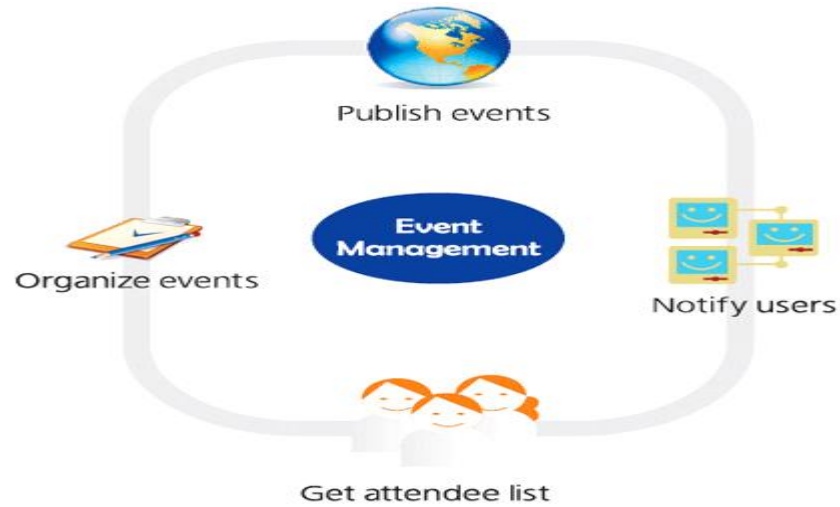 Publish events
Event
Management
Organize events
Notify users
Get attendee list